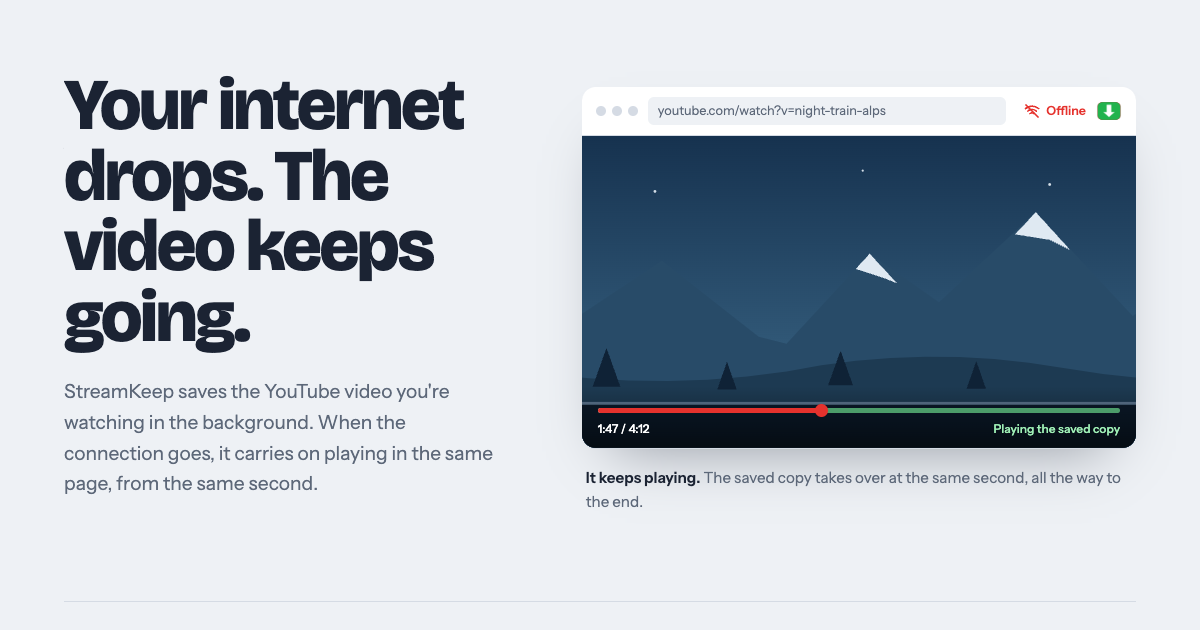 Your internet
drops. The
video keeps
going.
StreamKeep saves the YouTube video you're
watching in the background. When the
connection goes, it carries on playing in the same
page, from the same second.
youtube.com/watch?v=night-train-alps
Offline
1:47 / 4:12
Playing the saved copy
It keeps playing. The saved copy takes over at the same second, all the way to
the end.